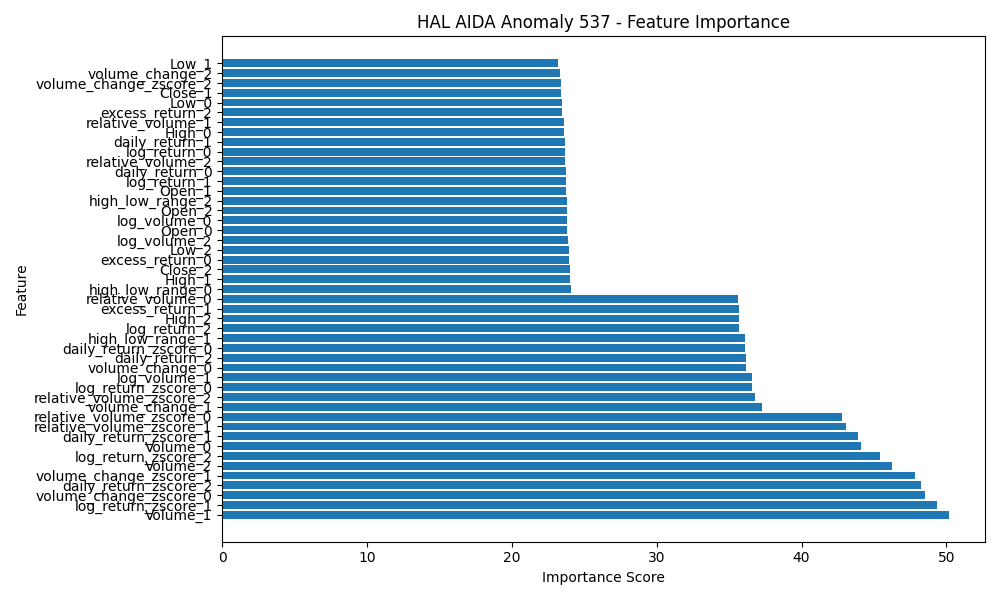 HAL AIDA Anomaly 537 - Feature Importance
Low_1
volume_change_2
volume_change_zscore_2
Close_1
Low_0
excess_return_2
relative_volume_1
High_0
daily_return_1
log_return_0
relative_volume_2
daily_return_0
log_return_1
Open_1
high_low_range_2
Open_2
log_volume_0
Open_0
log_volume_2
Low_2
excess_return_0
Close_2
High_1
high_low_range_0
relative_volume_0
excess_return_1
High_2
log_return_2
high_low_range_1
daily_return_zscore_0
daily_return_2
volume_change_0
log_volume_1
log_return_zscore_0
relative_volume_zscore_2
volume_change_1
relative_volume_zscore_0
relative_volume_zscore_1
daily_return_zscore_1
Volume_0
log_return_zscore_2
Volume_2
volume_change_zscore_1
daily_return_zscore_2
volume_change_zscore_0
log_return_zscore_1
Volume_1
Feature
0 10 20 30 40 50
Importance Score